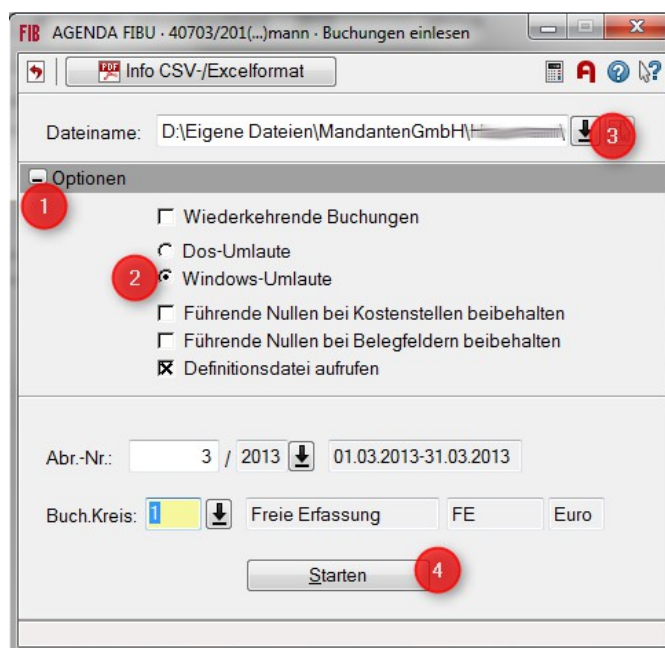 FIB AGENDA FIBU · 40703/201(...)mann · Buchungen einlesen
PDF Info CSV-/Excelformat A ? ?
Dateiname: D:\Eigene Dateien\MandantenGmbH\ 3
Optionen
1
Wiederkehrende Buchungen
Dos-Umlaute
2 Windows-Umlaute
Führende Nullen bei Kostenstellen beibehalten
Führende Nullen bei Belegfeldern beibehalten
Definitionsdatei aufrufen
Abr.-Nr.: 3 / 2013 01.03.2013-31.03.2013
Buch.Kreis: 1 Freie Erfassung FE Euro
Starten 4